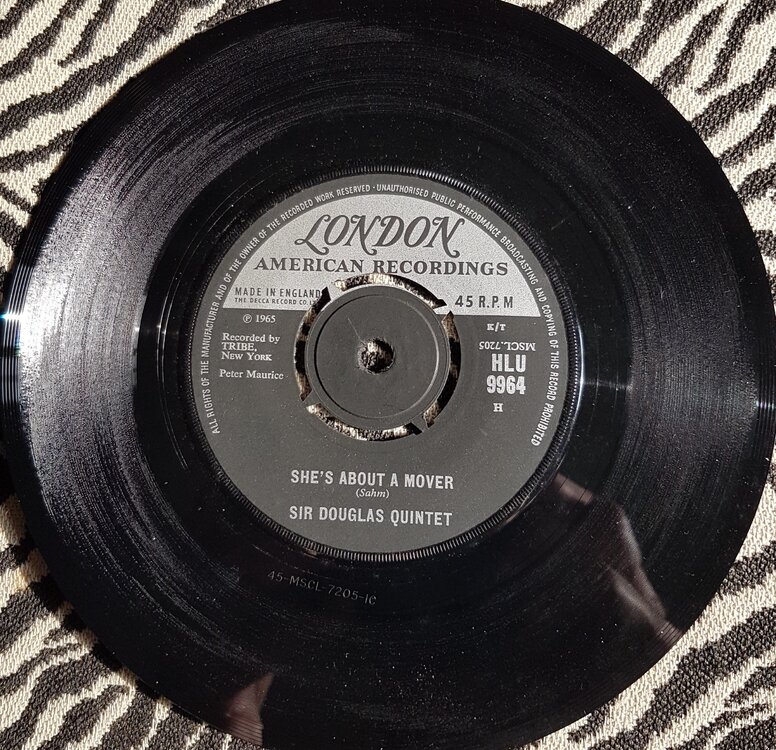 ALL RIGHTS OF THE MANUFACTURER AND OF THE OWNER OF THE RECORDED WORK RESERVED · UNAUTHORISED PUBLIC PERFORMANCE BROADCASTING AND COPYING OF THIS RECORD PROHIBITED
LONDON
AMERICAN RECORDINGS
MADE IN ENGLAND
THE DECCA RECORD CO.
45 R.P.M
℗ 1965
T/K
MSCL.7205
Recorded by
TRIBE,
NEW YORK
HLU
9964
Peter Maurice
H
SHE'S ABOUT A MOVER
(Sahm)
SIR DOUGLAS QUINTET
45-MSCL-7205-1C